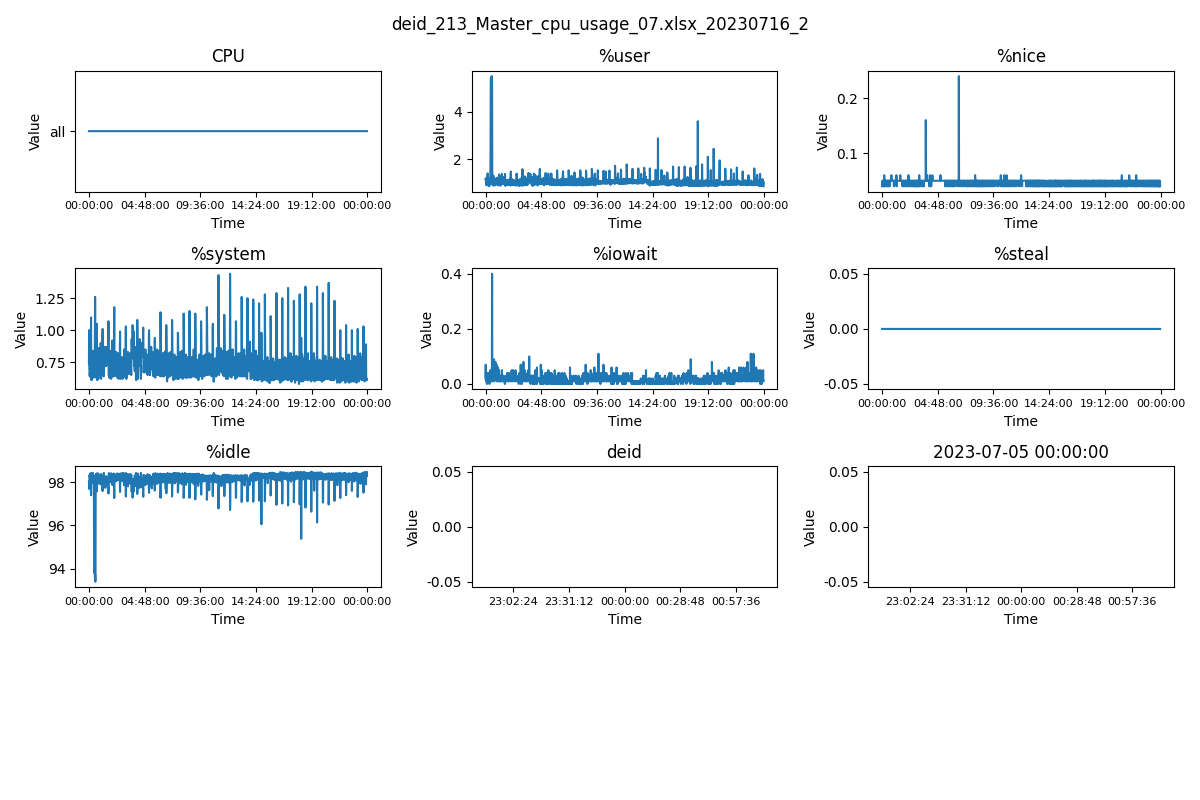 deid_213_Master_cpu_usage_07.xlsx_20230716_2
CPU
Value
all
00:00:00 04:48:00 09:36:00 14:24:00 19:12:00 00:00:00
Time
%user
Value
4
2
00:00:00 04:48:00 09:36:00 14:24:00 19:12:00 00:00:00
Time
%nice
Value
0.2
0.1
00:00:00 04:48:00 09:36:00 14:24:00 19:12:00 00:00:00
Time
%system
Value
1.25
1.00
0.75
00:00:00 04:48:00 09:36:00 14:24:00 19:12:00 00:00:00
Time
%iowait
Value
0.4
0.2
0.0
00:00:00 04:48:00 09:36:00 14:24:00 19:12:00 00:00:00
Time
%steal
Value
0.05
0.00
-0.05
00:00:00 04:48:00 09:36:00 14:24:00 19:12:00 00:00:00
Time
%idle
Value
98
96
94
00:00:00 04:48:00 09:36:00 14:24:00 19:12:00 00:00:00
Time
deid
Value
0.05
0.00
-0.05
23:02:24 23:31:12 00:00:00 00:28:48 00:57:36
Time
2023-07-05 00:00:00
Value
0.05
0.00
-0.05
23:02:24 23:31:12 00:00:00 00:28:48 00:57:36
Time